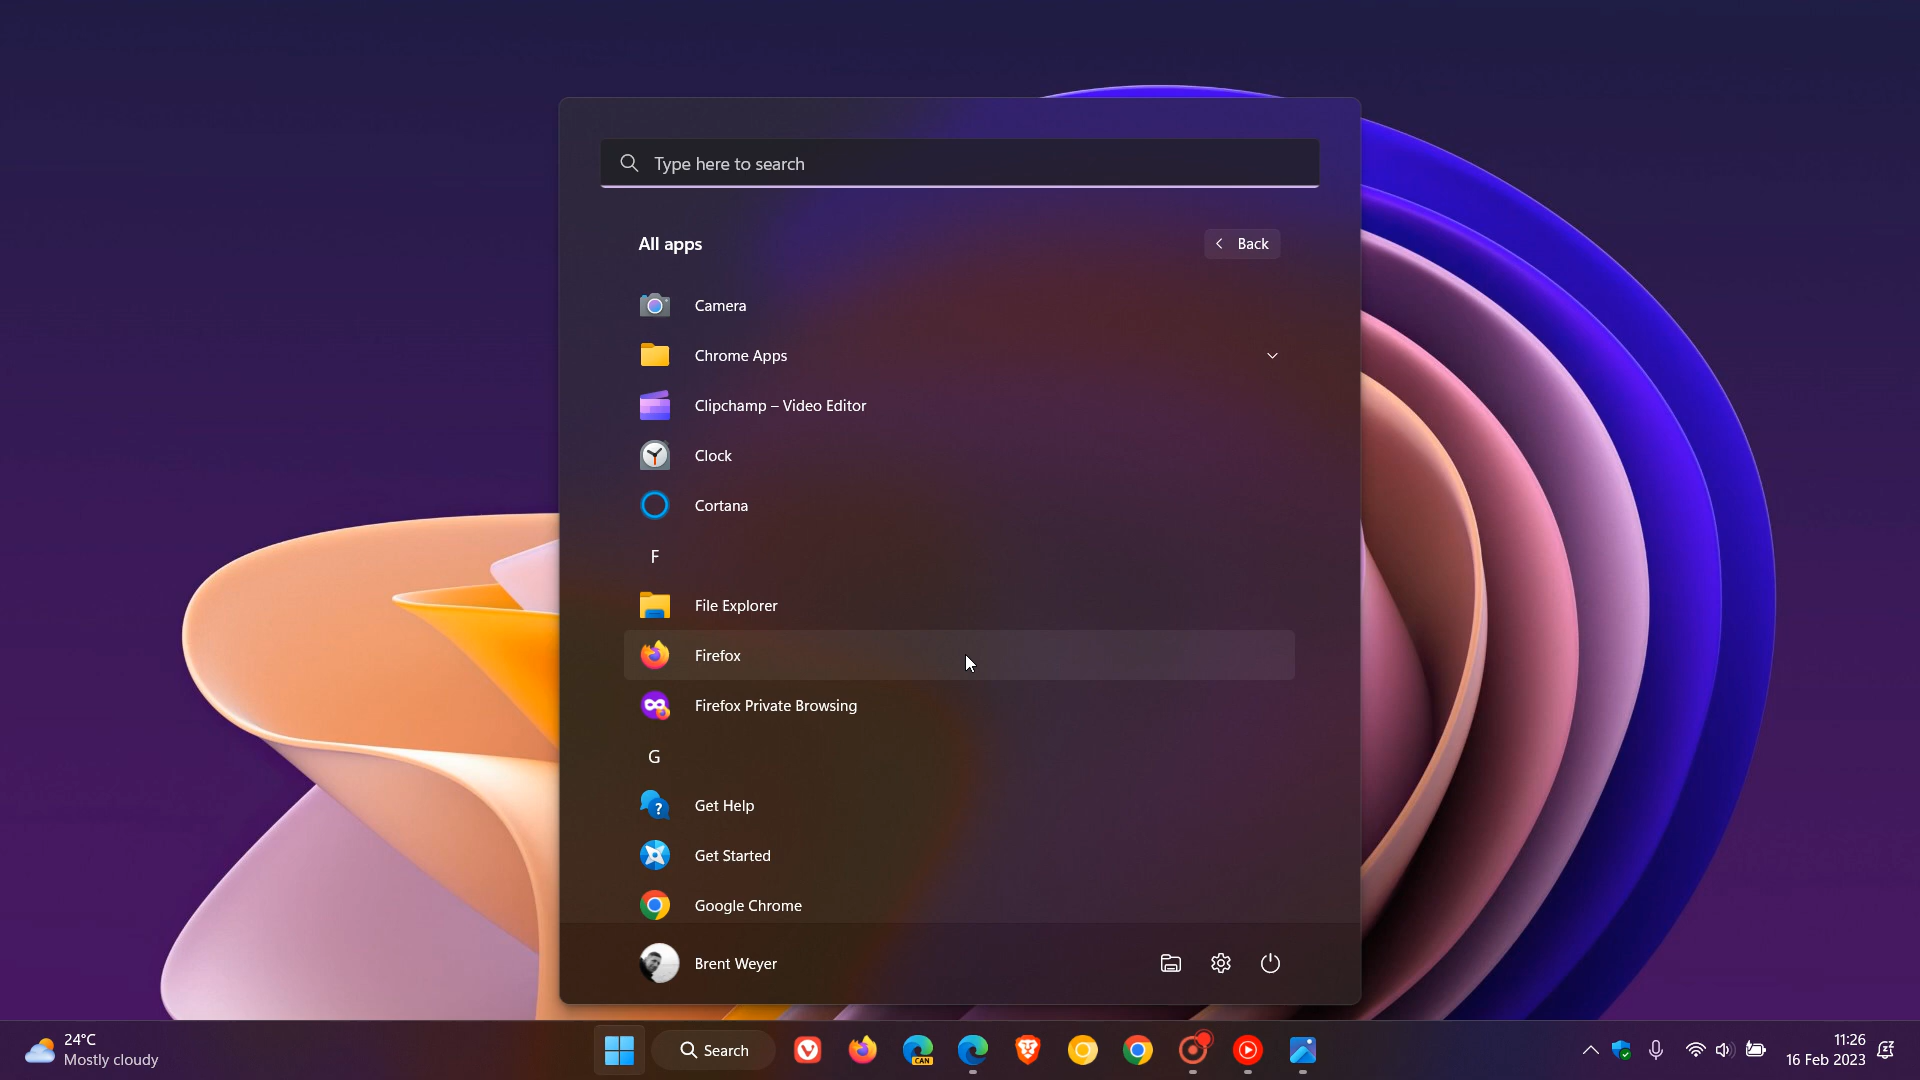 Type here to search
All apps
Back
Camera
Chrome Apps
Clipchamp – Video Editor
Clock
Cortana
F
File Explorer
Firefox
Firefox Private Browsing
G
Get Help
Get Started
Google Chrome
Brent Weyer
24°C
Mostly cloudy
Search
CAN
11:26
16 Feb 2023